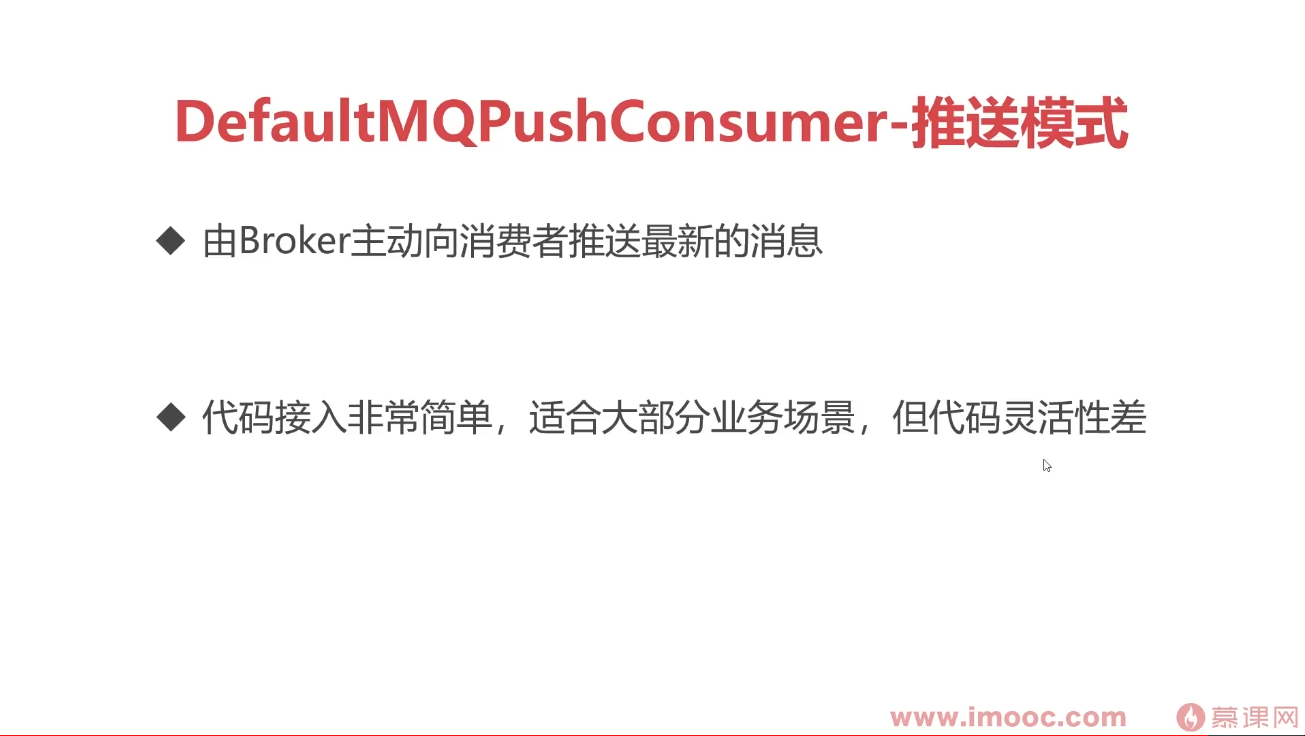 DefaultMQPushConsumer-推送模式
◆ 由Broker主动向消费者推送最新的消息
◆ 代码接入非常简单，适合大部分业务场景，但代码灵活性差
www.imooc.com 慕课网